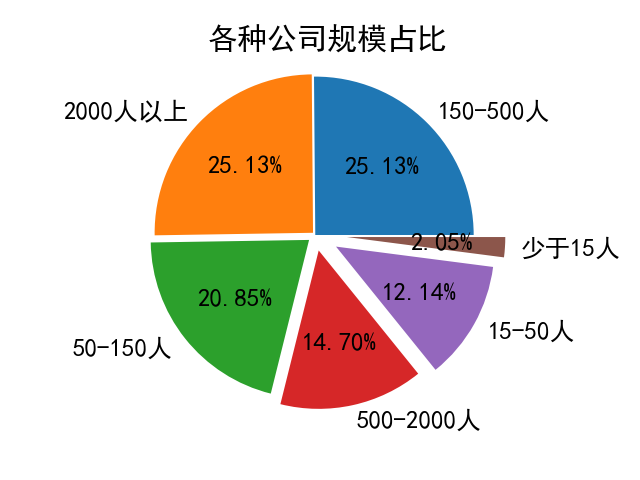 各种公司规模占比
2000人以上
150-500人
25.13%
25.13%
2.05%
少于15人
20.85%
12.14%
14.70%
15-50人
50-150人
500-2000人